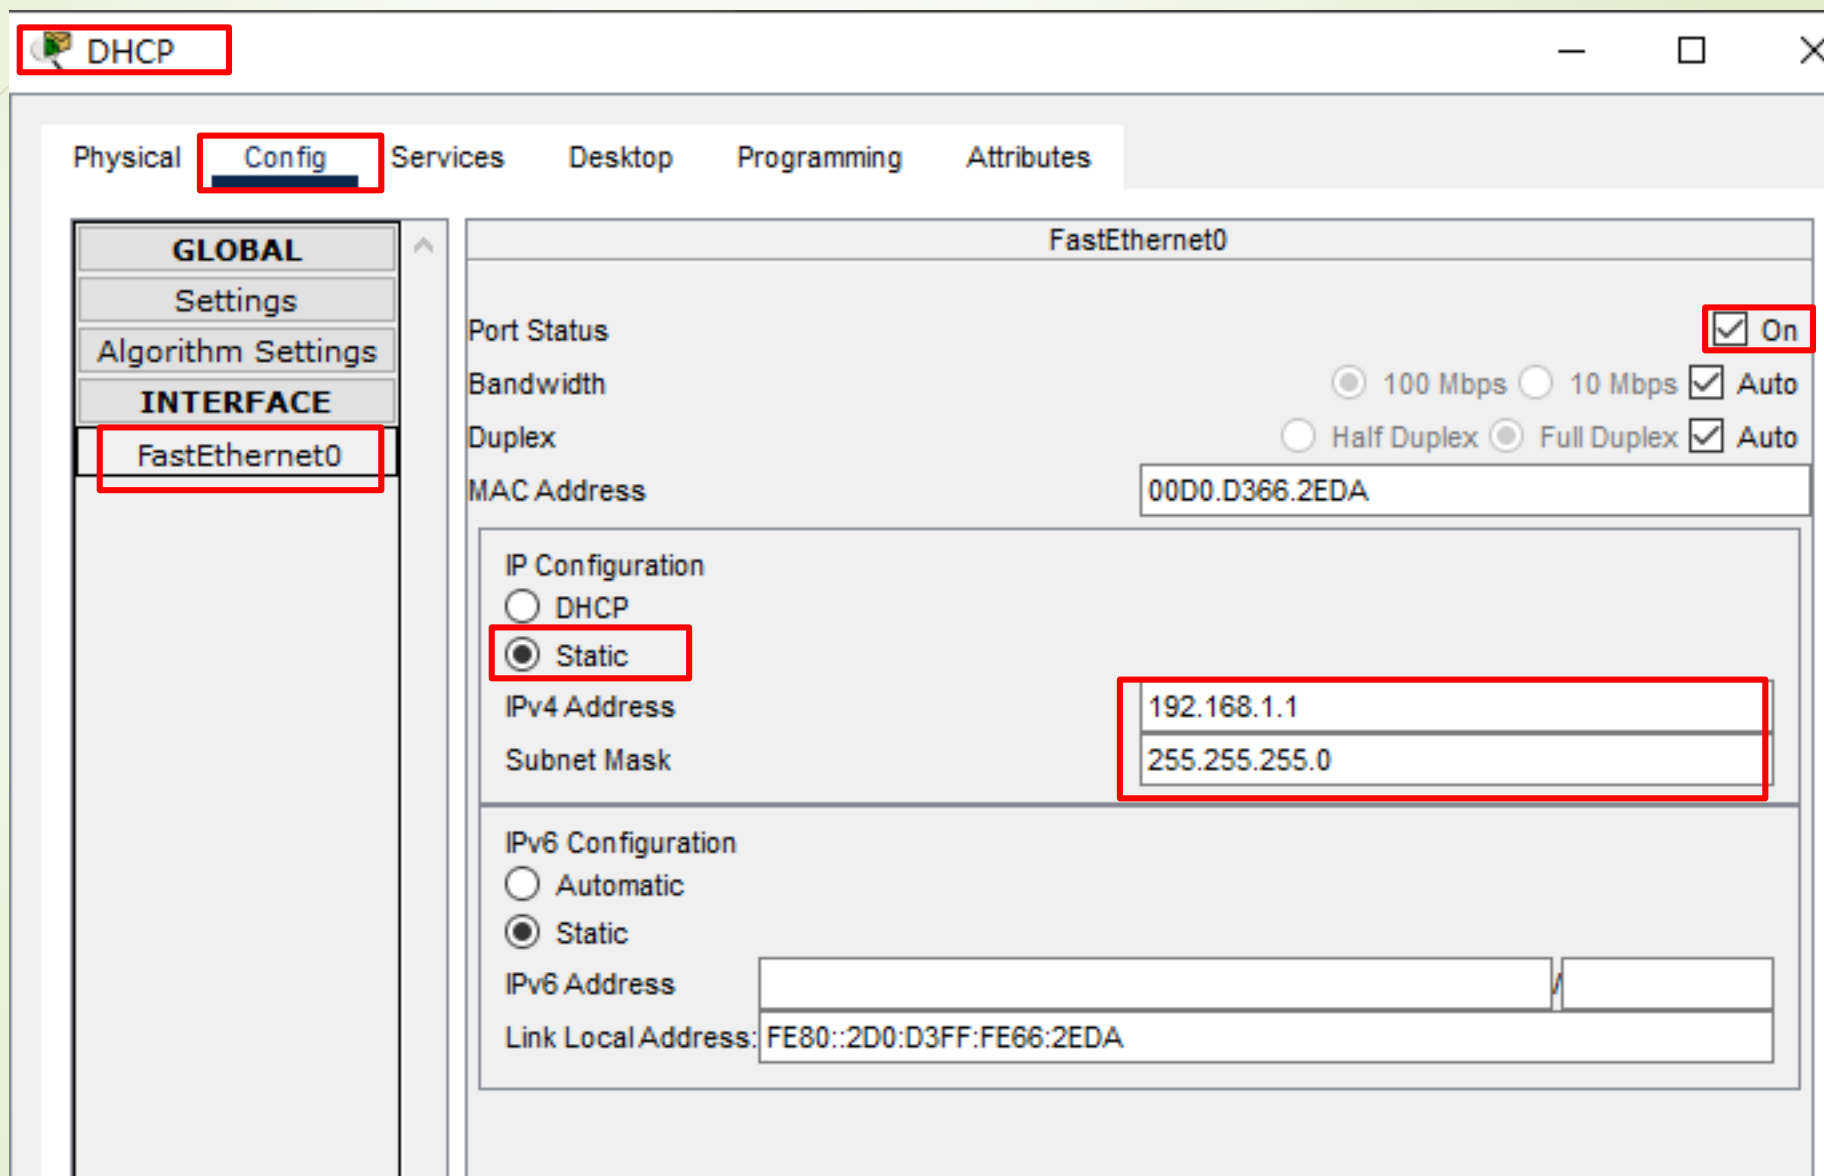 DHCP
Physical Config Services Desktop Programming Attributes
GLOBAL
Settings
Algorithm Settings
INTERFACE
FastEthernet0
FastEthernet0
Port Status On
Bandwidth 100 Mbps 10 Mbps Auto
Duplex Half Duplex Full Duplex Auto
MAC Address 00D0.D366.2EDA
IP Configuration
DHCP
Static
IPv4 Address 192.168.1.1
Subnet Mask 255.255.255.0
IPv6 Configuration
Automatic
Static
IPv6 Address /
Link Local Address: FE80::2D0:D3FF:FE66:2EDA